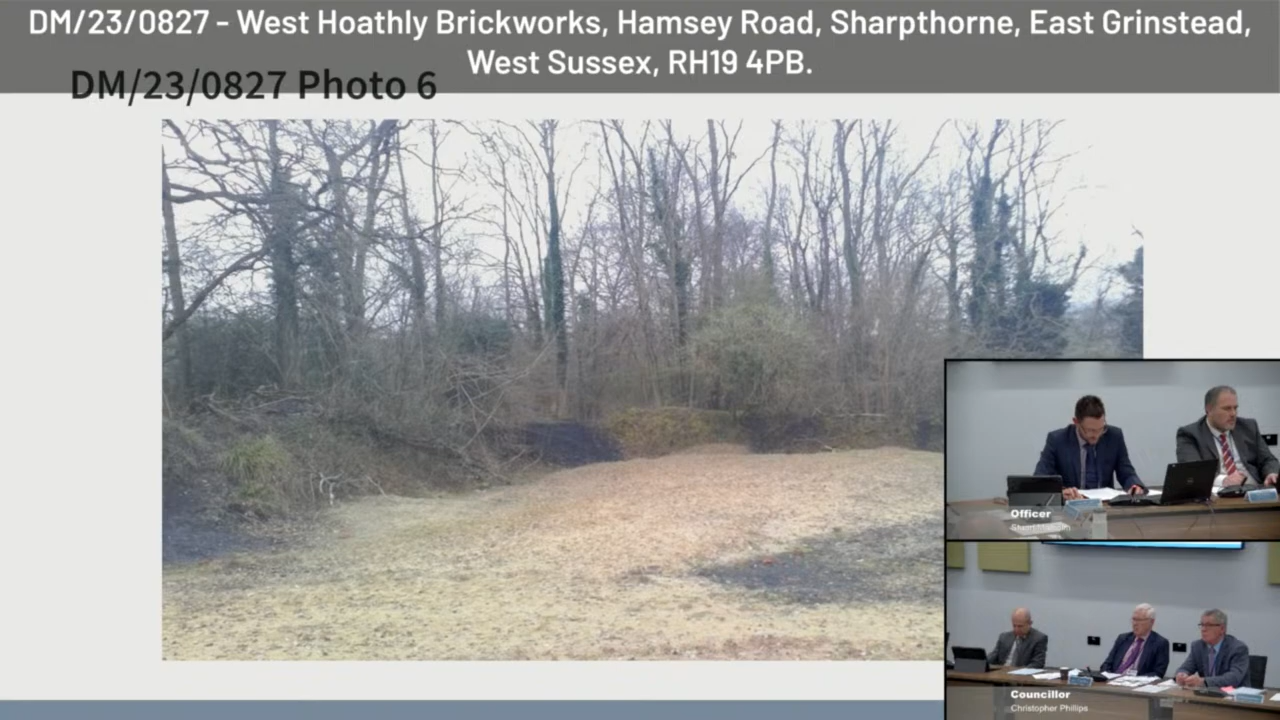 DM/23/0827 - West Hoathly Brickworks, Hamsey Road, Sharpthorne, East Grinstead,
West Sussex, RH19 4PB.
DM/23/0827 Photo 6
Officer
Councillor
Christopher Phillips